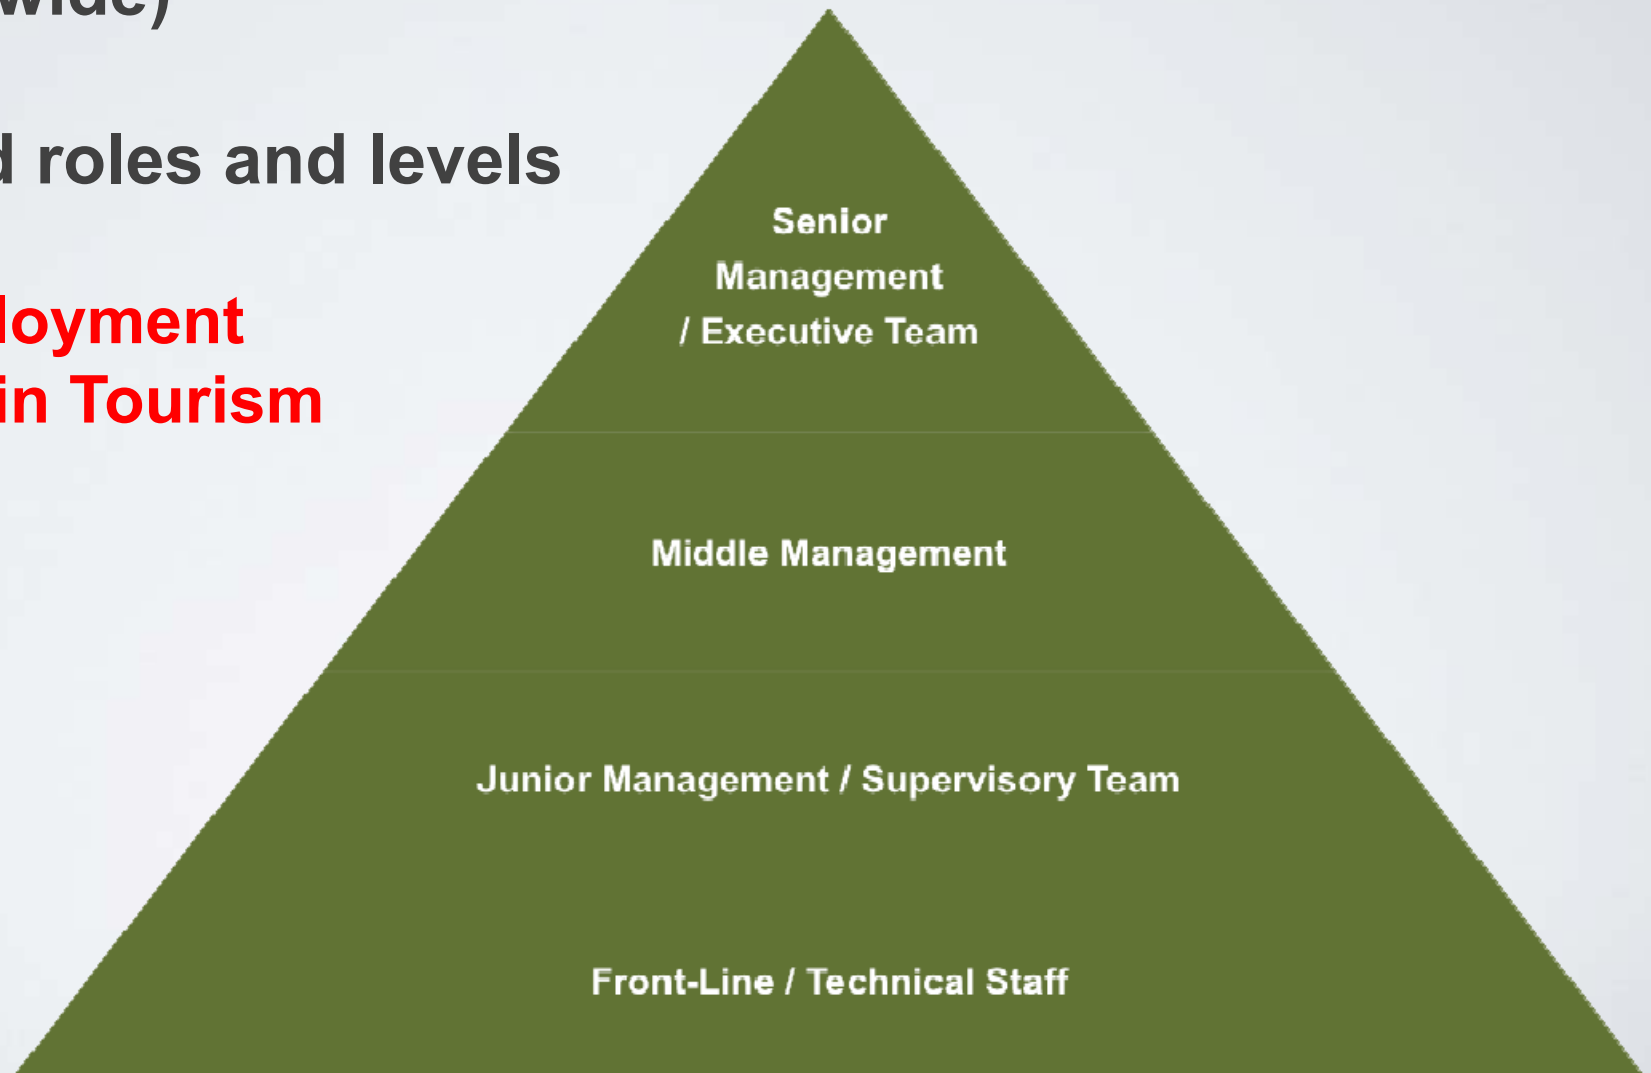 wide)
d roles and levels
loyment
in Tourism
Senior
Management
/ Executive Team
Middle Management
Junior Management / Supervisory Team
Front-Line / Technical Staff